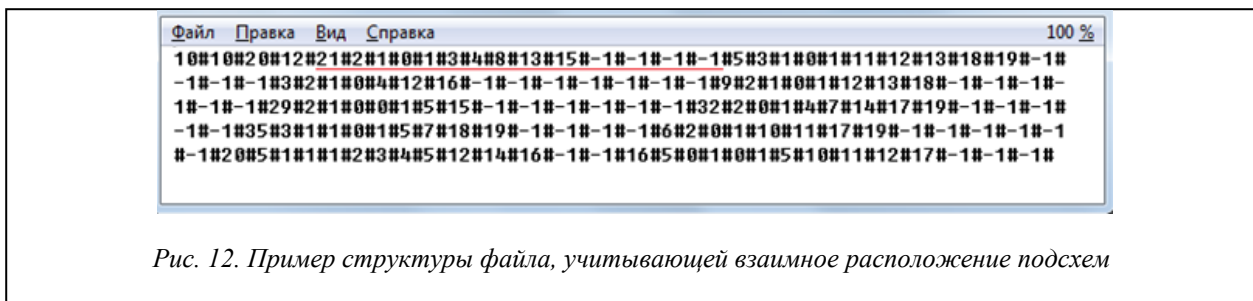 Файл Правка Вид Справка 100 %
10#10#20#12#21#2#1#0#1#3#4#8#13#15#-1#-1#-1#-1#5#3#1#0#1#11#12#13#18#19#-1#
-1#-1#-1#3#2#1#0#4#12#16#-1#-1#-1#-1#-1#-1#9#2#1#0#1#12#13#18#-1#-1#-1#-
1#-1#-1#29#2#1#0#0#1#5#15#-1#-1#-1#-1#-1#-1#32#2#0#1#4#7#14#17#19#-1#-1#-1#
-1#-1#35#3#1#1#0#1#5#7#18#19#-1#-1#-1#-1#6#2#0#1#10#11#17#19#-1#-1#-1#-1#-1
#-1#20#5#1#1#1#2#3#4#5#12#14#16#-1#-1#16#5#0#1#0#1#5#10#11#12#17#-1#-1#-1#
Рис. 12. Пример структуры файла, учитывающей взаимное расположение подсхем